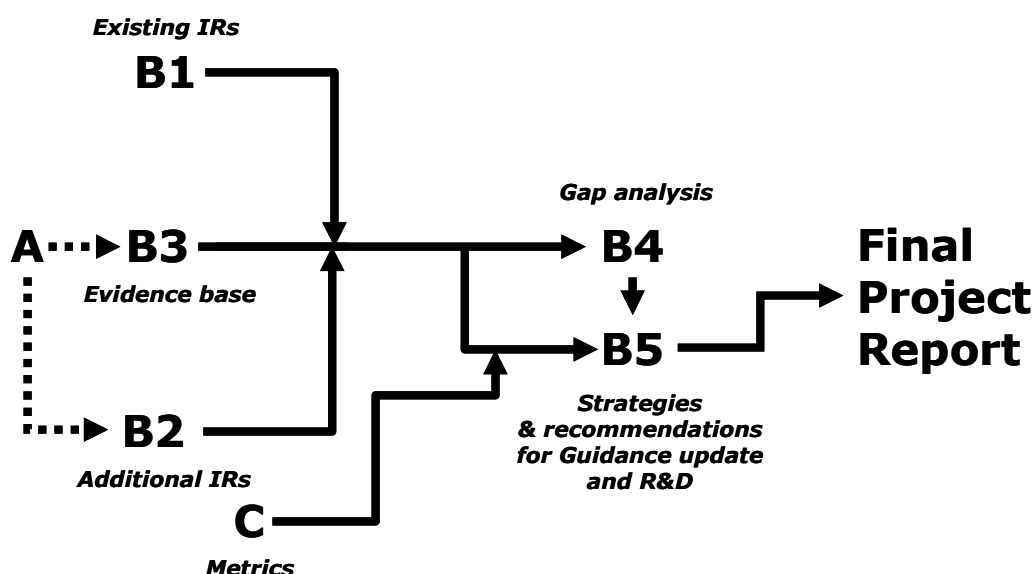 Existing IRs
B1
Gap analysis
A
B3
B4
Final
Project
Report
Evidence base
B5
Strategies
& recommendations
for Guidance update
and R&D
B2
Additional IRs
C
Metrics